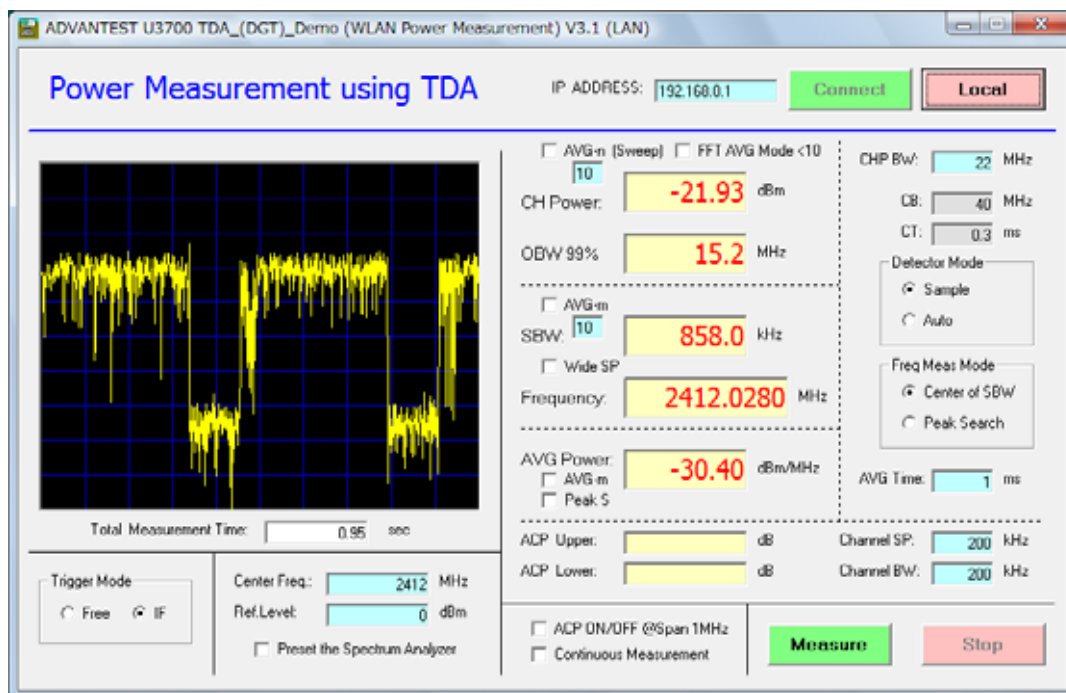 ADVANTEST U3700 TDA_(DGT)_Demo (WLAN Power Measurement) V3.1 (LAN)
Power Measurement using TDA
IP ADDRESS: 192.168.0.1
Connect
Local
AVG-n (Sweep)
FFT AVG Mode <10
10
CH Power: -21.93 dBm
OBW 99% 15.2 MHz
AVG-m
10
SBW: 858.0 kHz
Wide SP
Frequency: 2412.0280 MHz
AVG Power: -30.40 dBm/MHz
AVG-m
Peak S
CHP BW: 22 MHz
CB: 40 MHz
CT: 0.3 ms
Detector Mode
Sample
Auto
Freq Meas Mode
Center of SBW
Peak Search
AVG Time: 1 ms
Total Measurement Time: 0.95 sec
ACP Upper: dB
ACP Lower: dB
Channel SP: 200 kHz
Channel BW: 200 kHz
Trigger Mode
Free IF
Center Freq.: 2412 MHz
Ref.Level: 0 dBm
Preset the Spectrum Analyzer
ACP ON/OFF @Span 1MHz
Continuous Measurement
Measure
Stop